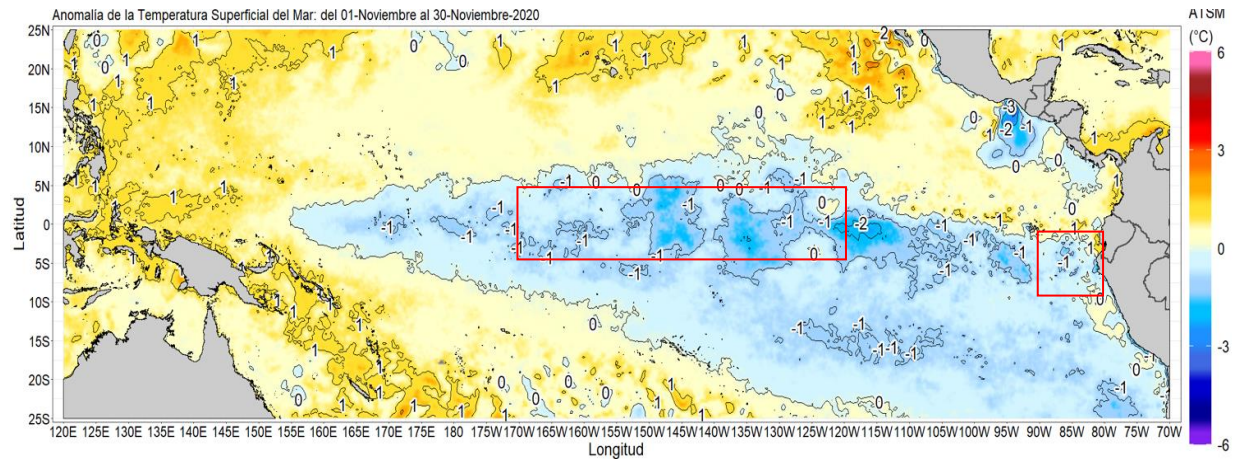 Anomalía de la Temperatura Superficial del Mar: del 01-Noviembre al 30-Noviembre-2020
ATSM
(°C)
25N
20N
15N
10N
5N
0
5S
10S
15S
20S
25S
Latitud
6
3
0
-3
-6
120E 125E 130E 135E 140E 145E 150E 155E 160E 165E 170E 175E 180 175W 170W 165W 160W 155W 150W 145W 140W 135W 130W 125W 120W 115W 110W 105W 100W 95W 90W 85W 80W 75W 70W
Longitud